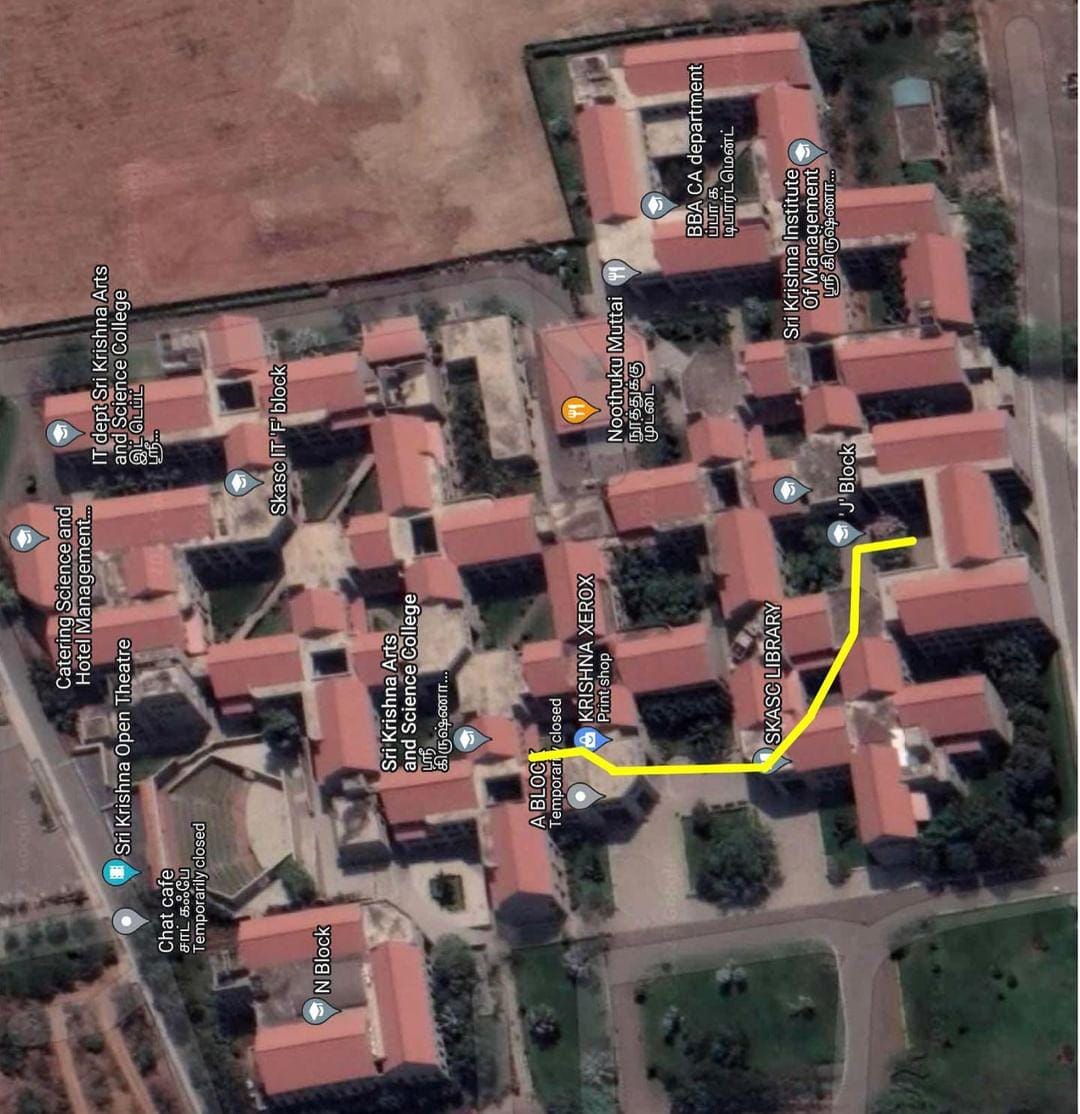 IT dept Sri Krishna Arts
and Science College
ஸ்ரீ...
Skasc IT 'F' block
Catering Science and
Hotel Management...
Sri Krishna Open Theatre
Chat cafe
சாட் கஃபே
Temporarily closed
N Block
Sri Krishna Arts
and Science College
ஸ்ரீ
கிருஷ்ணா...
A BLOCK
Temporarily closed
KRISHNA XEROX
Print shop
Noothuku Muttai
நூத்துக்கு
முட்டை
BBA CA department
டிபார்ட்மென்ட்
Sri Krishna Institute
Of Management
ஸ்ரீ கிருஷ்ணா...
'J' Block
SKASC LIBRARY